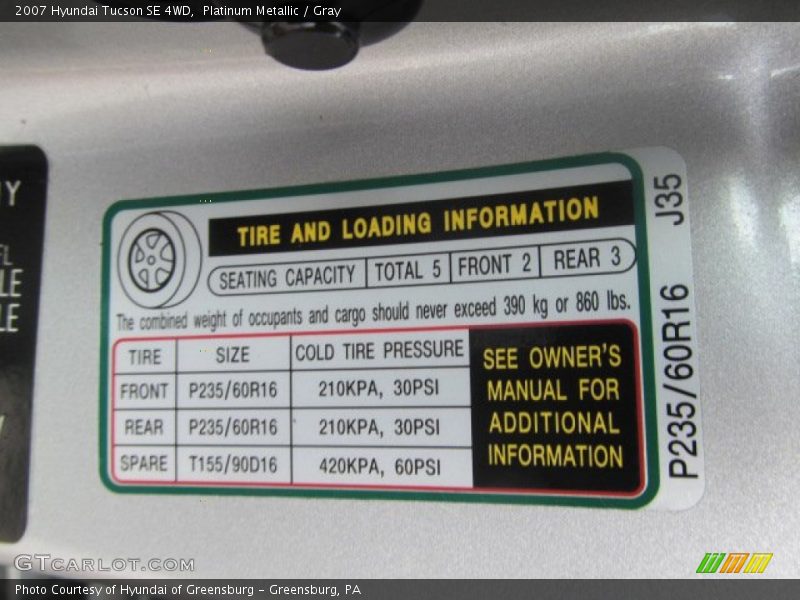 2007 Hyundai Tucson SE 4WD, Platinum Metallic / Gray
TIRE AND LOADING INFORMATION
SEATING CAPACITY TOTAL 5 FRONT 2 REAR 3
The combined weight of occupants and cargo should never exceed 390 kg or 860 lbs.
TIRE SIZE COLD TIRE PRESSURE
FRONT P235/60R16 210KPA, 30PSI
REAR P235/60R16 210KPA, 30PSI
SPARE T155/90D16 420KPA, 60PSI
SEE OWNER'S
MANUAL FOR
ADDITIONAL
INFORMATION
P235/60R16 J35
GTCARLOT.COM
Photo Courtesy of Hyundai of Greensburg - Greensburg, PA